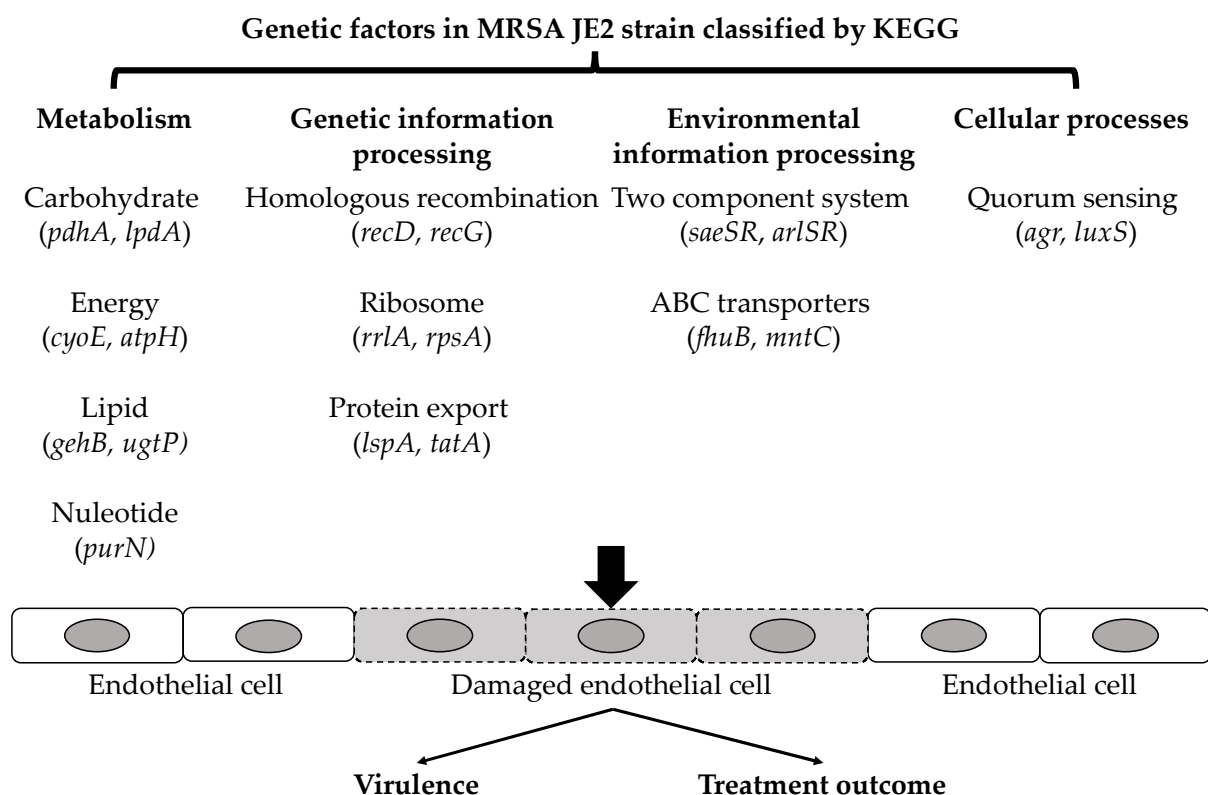 Genetic factors in MRSA JE2 strain classified by KEGG
Metabolism
Carbohydrate
(pdhA, lpdA)
Energy
(cyoE, atpH)
Lipid
(gehB, ugtP)
Nuleotide
(purN)
Genetic information
processing
Homologous recombination
(recD, recG)
Ribosome
(rrlA, rpsA)
Protein export
(lspA, tatA)
Environmental
information processing
Two component system
(saeSR, arlSR)
ABC transporters
(fhuB, mntC)
Cellular processes
Quorum sensing
(agr, luxS)
Endothelial cell
Damaged endothelial cell
Endothelial cell
Virulence
Treatment outcome